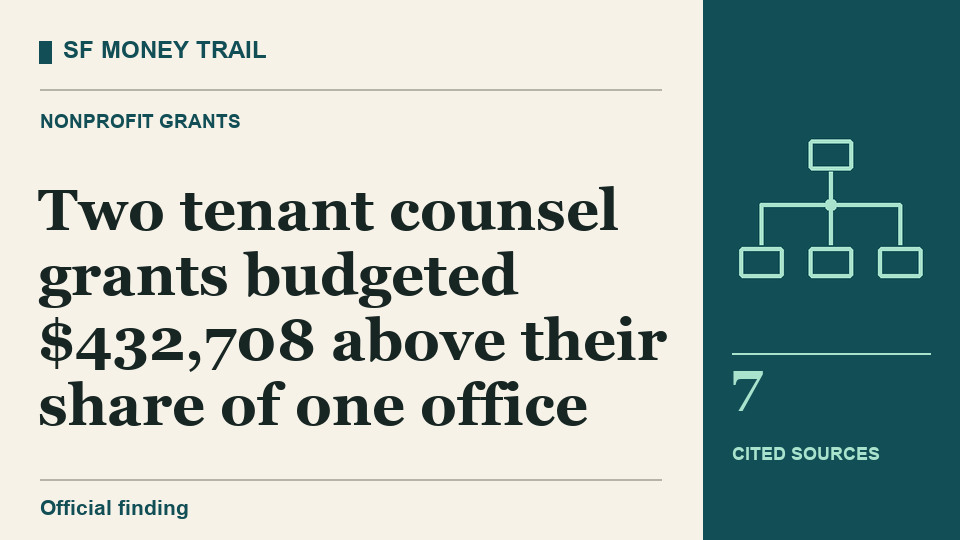 SF MONEY TRAIL
NONPROFIT GRANTS
Two tenant counsel
grants budgeted
$432,708 above their
share of one office
Official finding
7
CITED SOURCES